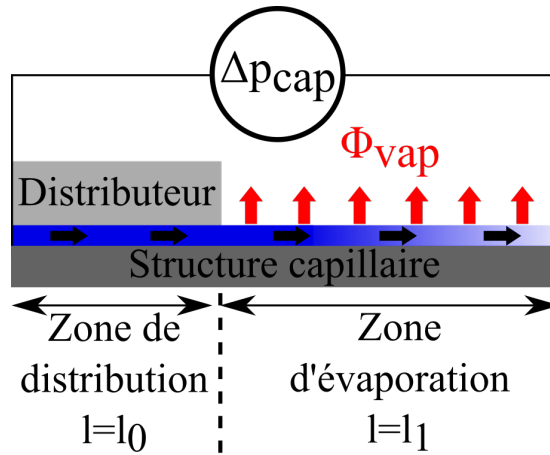 Δpcap
Φvap
Distributeur
Structure capillaire
Zone de
distribution
l=l0
Zone
d'évaporation
l=l1